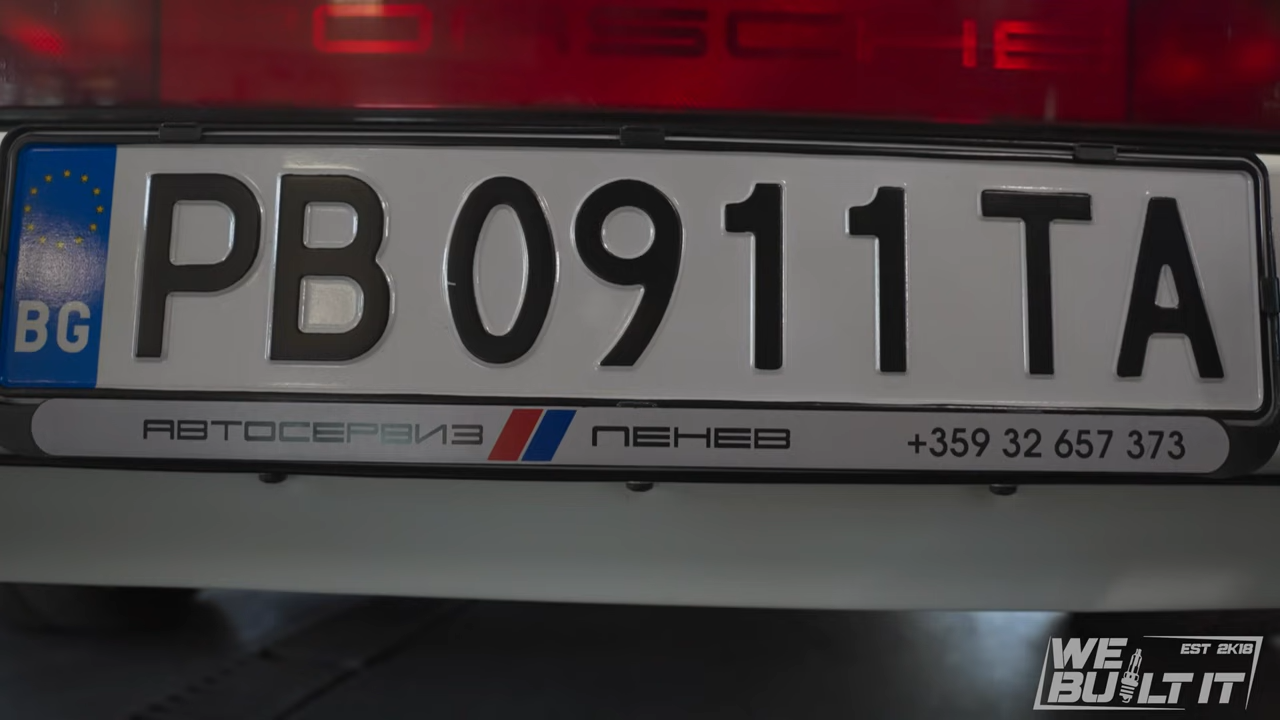 PORSCHE
BG
PB 0911 TA
АВТОСЕРВИЗ ПЕНЕВ +359 32 657 373
WE EST 2K18
BUILT IT